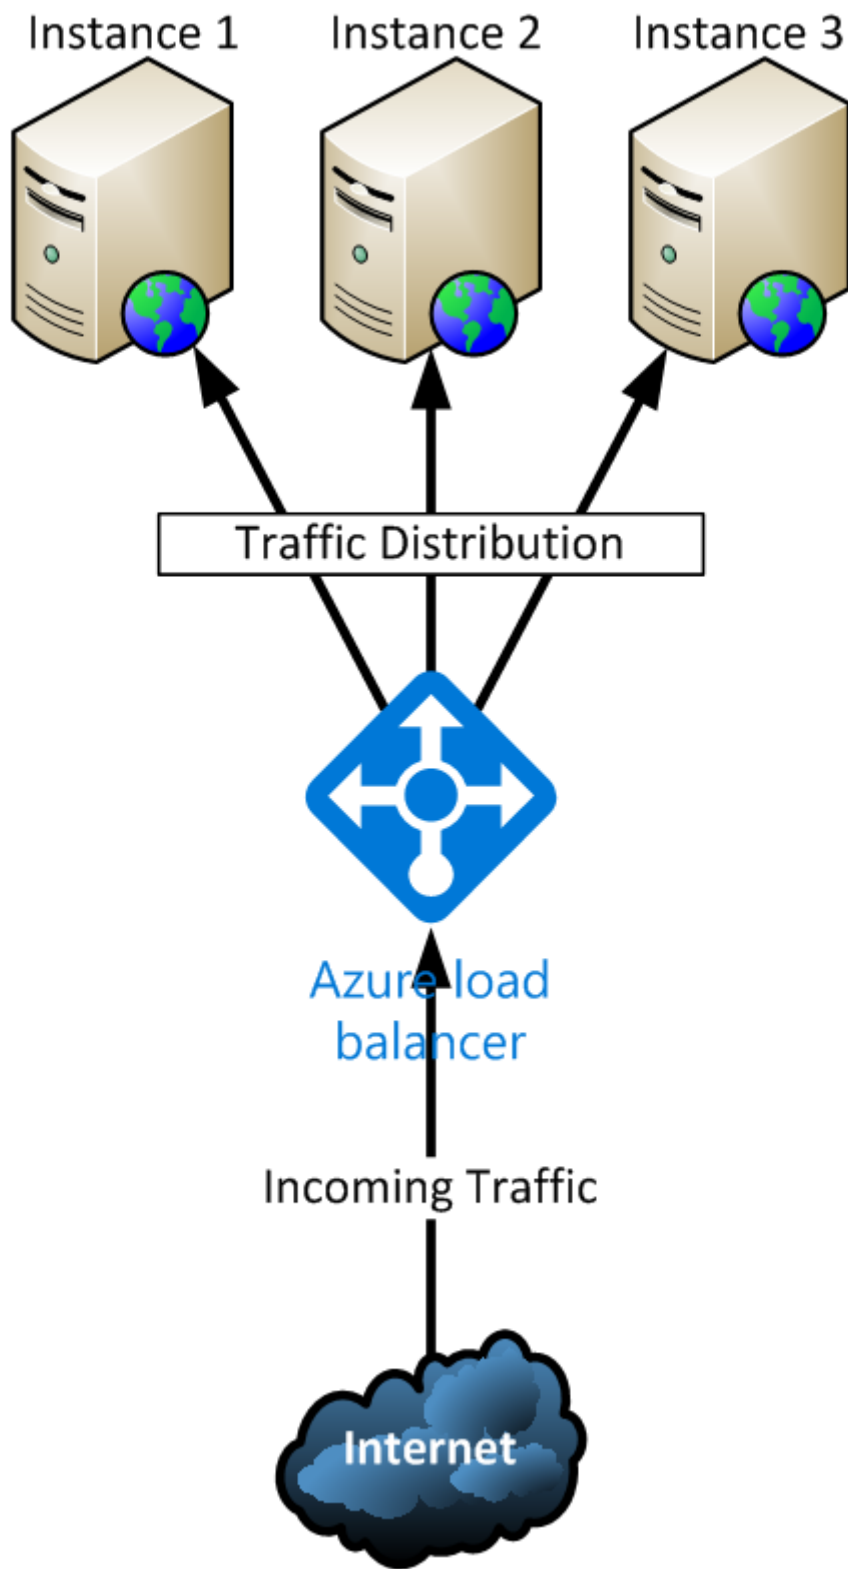 Instance 1 Instance 2 Instance 3
Traffic Distribution
Azure load
balancer
Incoming Traffic
Internet